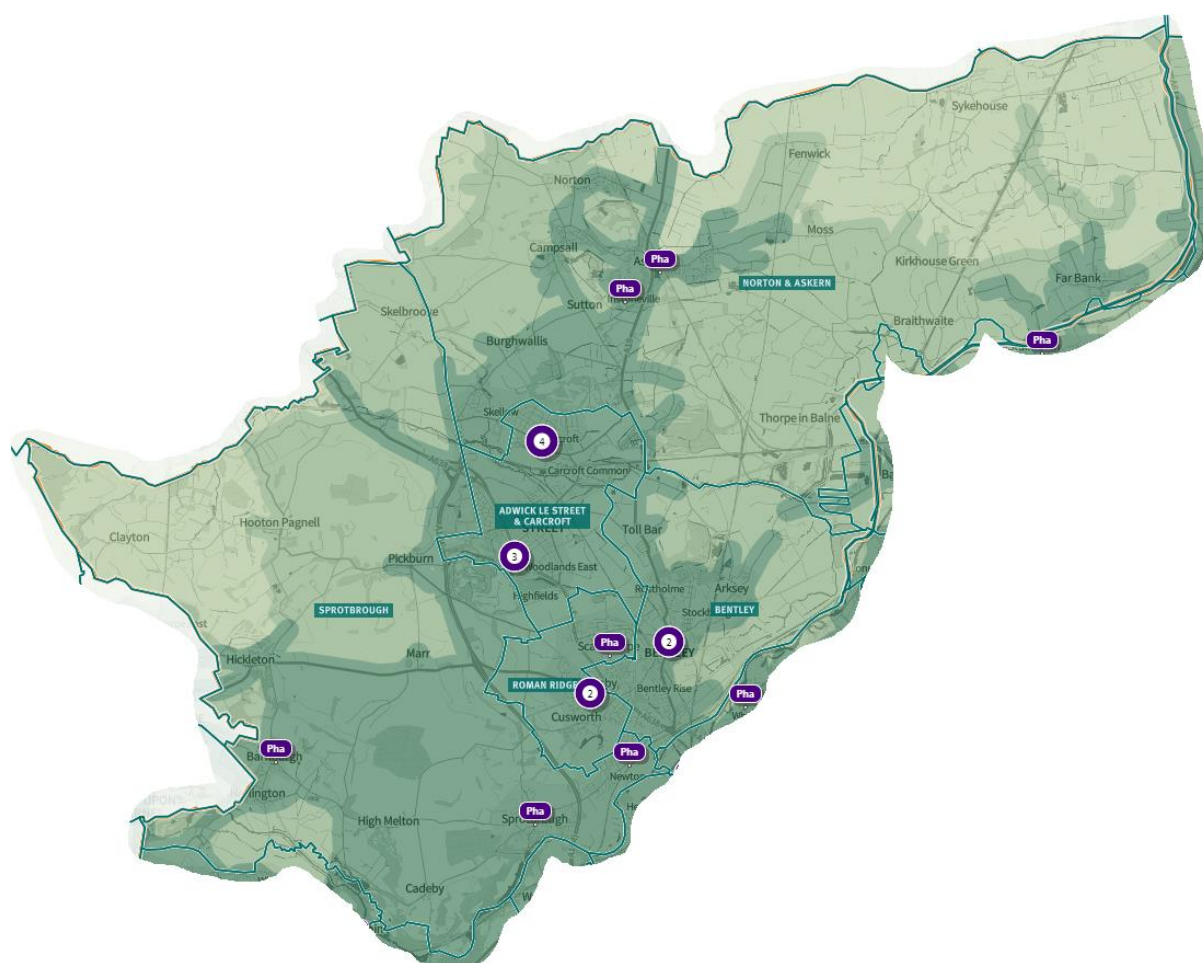 Sykehouse
Fenwick
Norton
Moss
Campsall
Pha
Kirkhouse Green
Far Bank
NORTON & ASKERN
Pha
Sutton
Skelbrooke
Braithwaite
Burghwallis
Pha
Skellow
Thorpe in Balne
4
Carcroft Common
ADWICK LE STREET
& CARCROFT
STREET
Toll Bar
Hooton Pagnell
Clayton
Pickburn
3
Woodlands East
Highfields
Arksey
SPROTBROUGH
BENTLEY
Pha
2
Marr
Hickleton
ROMAN RIDGE
2
Bentley Rise
Pha
Cusworth
Pha
Pha
Newton
Pha
High Melton
Cadeby